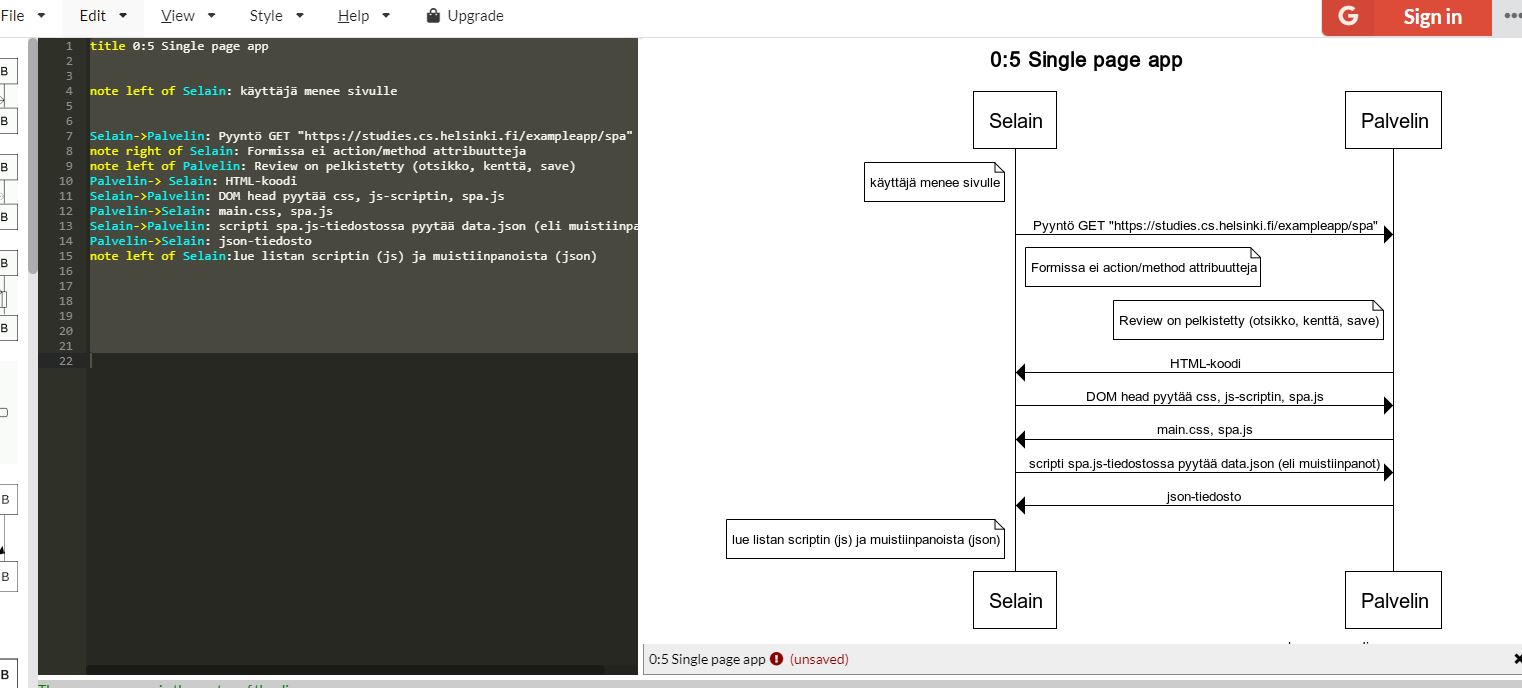 File Edit View Style Help Upgrade Sign in
B
B
B
B
B
B
B
B
B
1 title 0:5 Single page app
2
3
4 note left of Selain: käyttäjä menee sivulle
5
6
7 Selain->Palvelin: Pyyntö GET "https://studies.cs.helsinki.fi/exampleapp/spa"
8 note right of Selain: Formissa ei action/method attribuutteja
9 note left of Palvelin: Review on pelkistetty (otsikko, kenttä, save)
10 Palvelin-> Selain: HTML-koodi
11 Selain->Palvelin: DOM head pyytää css, js-scriptin, spa.js
12 Palvelin->Selain: main.css, spa.js
13 Selain->Palvelin: scripti spa.js-tiedostossa pyytää data.json (eli muistiinpa
14 Palvelin->Selain: json-tiedosto
15 note left of Selain:lue listan scriptin (js) ja muistiinpanoista (json)
16
17
18
19
20
21
22
0:5 Single page app
Selain Palvelin
käyttäjä menee sivulle
Pyyntö GET "https://studies.cs.helsinki.fi/exampleapp/spa"
Formissa ei action/method attribuutteja
Review on pelkistetty (otsikko, kenttä, save)
HTML-koodi
DOM head pyytää css, js-scriptin, spa.js
main.css, spa.js
scripti spa.js-tiedostossa pyytää data.json (eli muistiinpanot)
json-tiedosto
lue listan scriptin (js) ja muistiinpanoista (json)
Selain Palvelin
0:5 Single page app (unsaved)